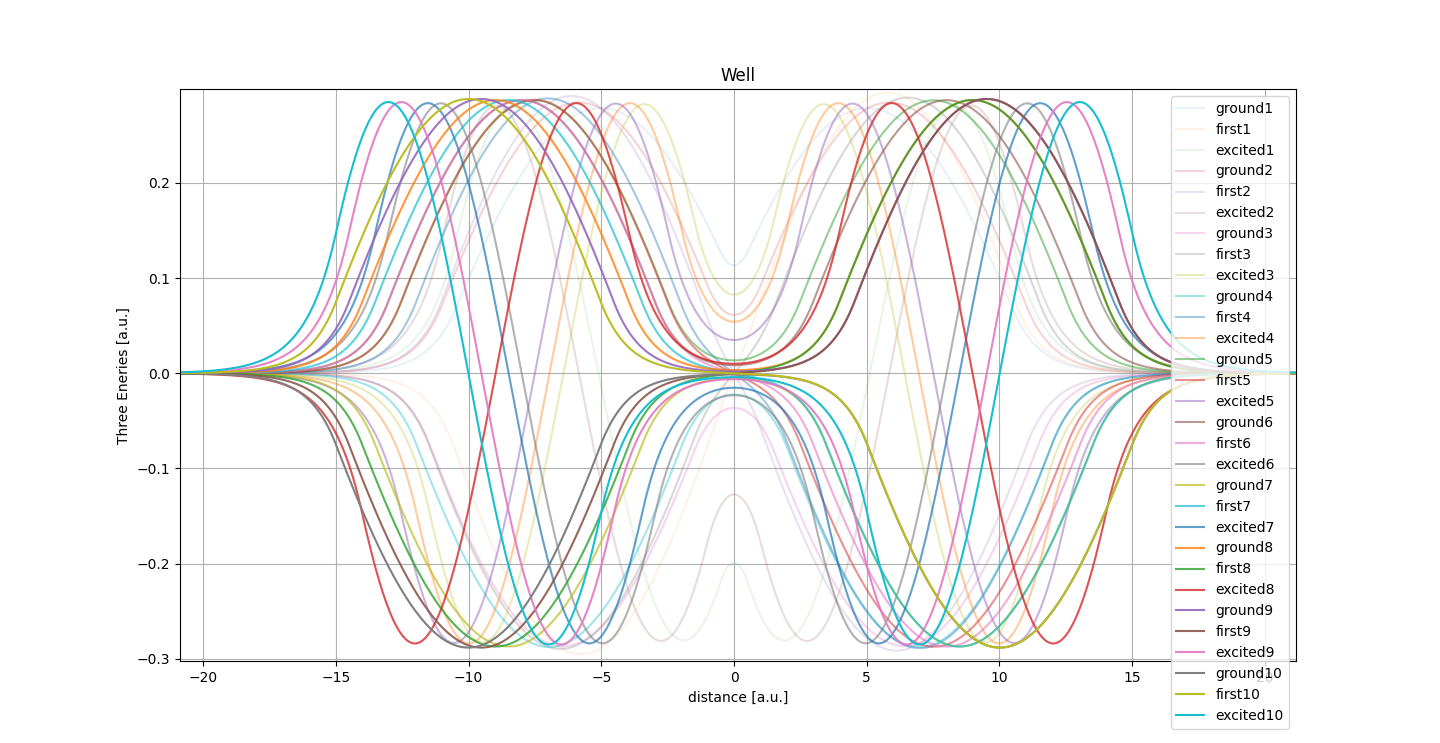 Well
Three Eneries [a.u.]
0.2
0.1
0.0
−0.1
−0.2
−0.3
−20
−15
−10
−5
0
5
10
15
20
distance [a.u.]
ground1
first1
excited1
ground2
first2
excited2
ground3
first3
excited3
ground4
first4
excited4
ground5
first5
excited5
ground6
first6
excited6
ground7
first7
excited7
ground8
first8
excited8
ground9
first9
excited9
ground10
first10
excited10